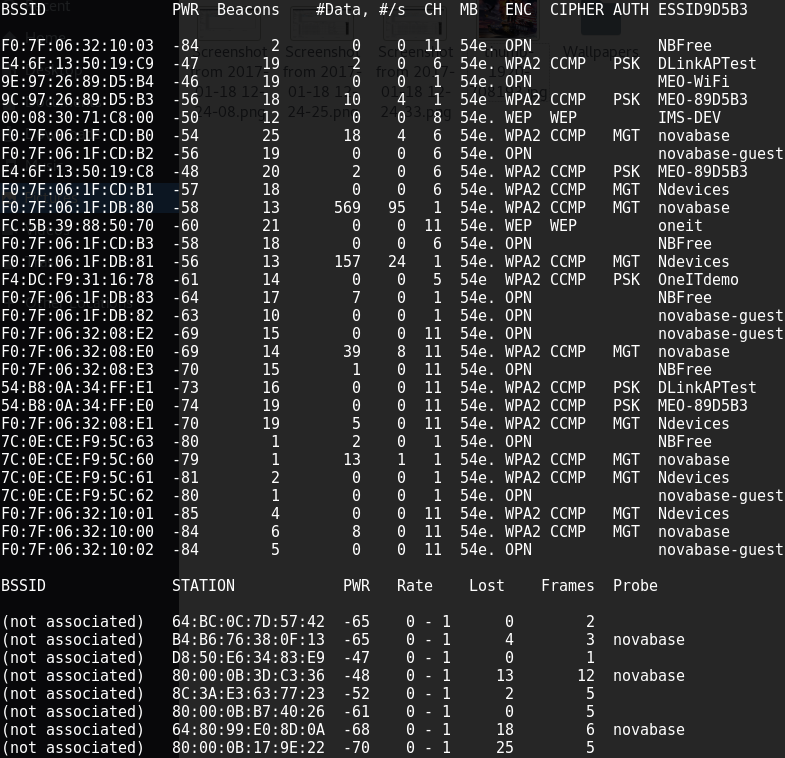 BSSID PWR Beacons #Data, #/s CH MB ENC CIPHER AUTH ESSID9D5B3
F0:7F:06:32:10:03 -84 2 0 0 11 54e. OPN NBFree
E4:6F:13:50:19:C9 -47 19 2 0 6 54e. WPA2 CCMP PSK DLinkAPTest
9E:97:26:89:D5:B4 -46 19 0 0 1 54e OPN MEO-WiFi
9C:97:26:89:D5:B3 -56 18 10 4 1 54e WPA2 CCMP PSK MEO-89D5B3
00:08:30:71:C8:00 -50 12 0 0 8 54e. WEP WEP IMS-DEV
F0:7F:06:1F:CD:B0 -54 25 18 4 6 54e. WPA2 CCMP MGT novabase
F0:7F:06:1F:CD:B2 -56 19 0 0 6 54e. OPN novabase-guest
E4:6F:13:50:19:C8 -48 20 2 0 6 54e. WPA2 CCMP PSK MEO-89D5B3
F0:7F:06:1F:CD:B1 -57 18 0 0 6 54e. WPA2 CCMP MGT Ndevices
F0:7F:06:1F:DB:80 -58 13 569 95 1 54e. WPA2 CCMP MGT novabase
FC:5B:39:88:50:70 -60 21 0 0 11 54e. WEP WEP oneit
F0:7F:06:1F:CD:B3 -58 18 0 0 6 54e. OPN NBFree
F0:7F:06:1F:DB:81 -56 13 157 24 1 54e. WPA2 CCMP MGT Ndevices
F4:DC:F9:31:16:78 -61 14 0 0 5 54e WPA2 CCMP PSK OneITdemo
F0:7F:06:1F:DB:83 -64 17 7 0 1 54e. OPN NBFree
F0:7F:06:1F:DB:82 -63 10 0 0 1 54e. OPN novabase-guest
F0:7F:06:32:08:E2 -69 15 0 0 11 54e. OPN novabase-guest
F0:7F:06:32:08:E0 -69 14 39 8 11 54e. WPA2 CCMP MGT novabase
F0:7F:06:32:08:E3 -70 15 1 0 11 54e. OPN NBFree
54:B8:0A:34:FF:E1 -73 16 0 0 11 54e. WPA2 CCMP PSK DLinkAPTest
54:B8:0A:34:FF:E0 -74 19 0 0 11 54e. WPA2 CCMP PSK MEO-89D5B3
F0:7F:06:32:08:E1 -70 19 5 0 11 54e. WPA2 CCMP MGT Ndevices
7C:0E:CE:F9:5C:63 -80 1 2 0 1 54e. OPN NBFree
7C:0E:CE:F9:5C:60 -79 1 13 1 1 54e. WPA2 CCMP MGT novabase
7C:0E:CE:F9:5C:61 -81 2 0 0 1 54e. WPA2 CCMP MGT Ndevices
7C:0E:CE:F9:5C:62 -80 1 0 0 1 54e. OPN novabase-guest
F0:7F:06:32:10:01 -85 4 0 0 11 54e. WPA2 CCMP MGT Ndevices
F0:7F:06:32:10:00 -84 6 8 0 11 54e. WPA2 CCMP MGT novabase
F0:7F:06:32:10:02 -84 5 0 0 11 54e. OPN novabase-guest
BSSID STATION PWR Rate Lost Frames Probe
(not associated) 64:BC:0C:7D:57:42 -65 0 - 1 0 2
(not associated) B4:B6:76:38:0F:13 -65 0 - 1 4 3 novabase
(not associated) D8:50:E6:34:83:E9 -47 0 - 1 0 1
(not associated) 80:00:0B:3D:C3:36 -48 0 - 1 13 12 novabase
(not associated) 8C:3A:E3:63:77:23 -52 0 - 1 2 5
(not associated) 80:00:0B:B7:40:26 -61 0 - 1 0 5
(not associated) 64:80:99:E0:8D:0A -68 0 - 1 18 6 novabase
(not associated) 80:00:0B:17:9E:22 -70 0 - 1 25 5